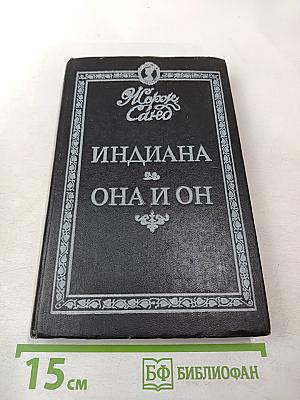 Жорж
Санд
ИНДИАНА
ОНА И ОН
15 см
БФ БИБЛИОФАН